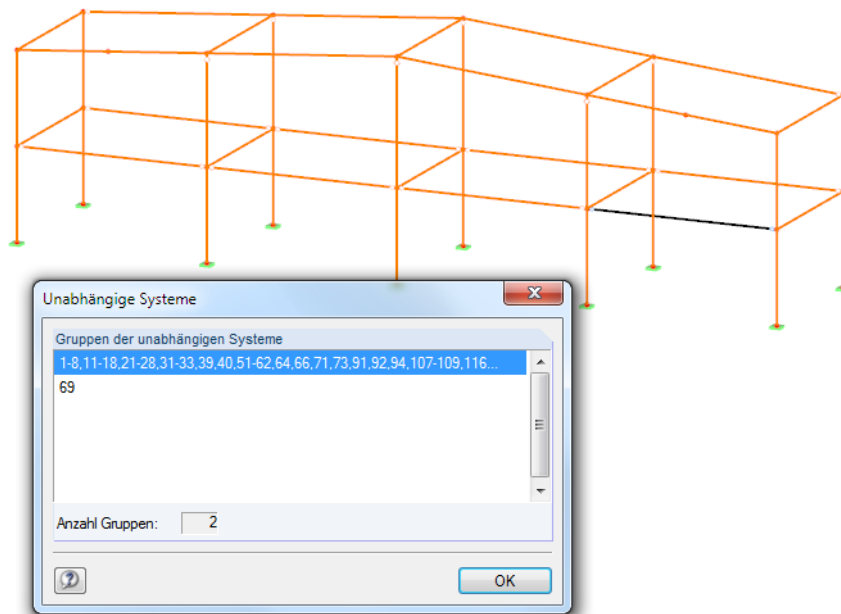 Unabhängige Systeme
Gruppen der unabhängigen Systeme
1-8,11-18,21-28,31-33,39,40,51-62,64,66,71,73,91,92,94,107-109,116...
69
Anzahl Gruppen: 2
OK